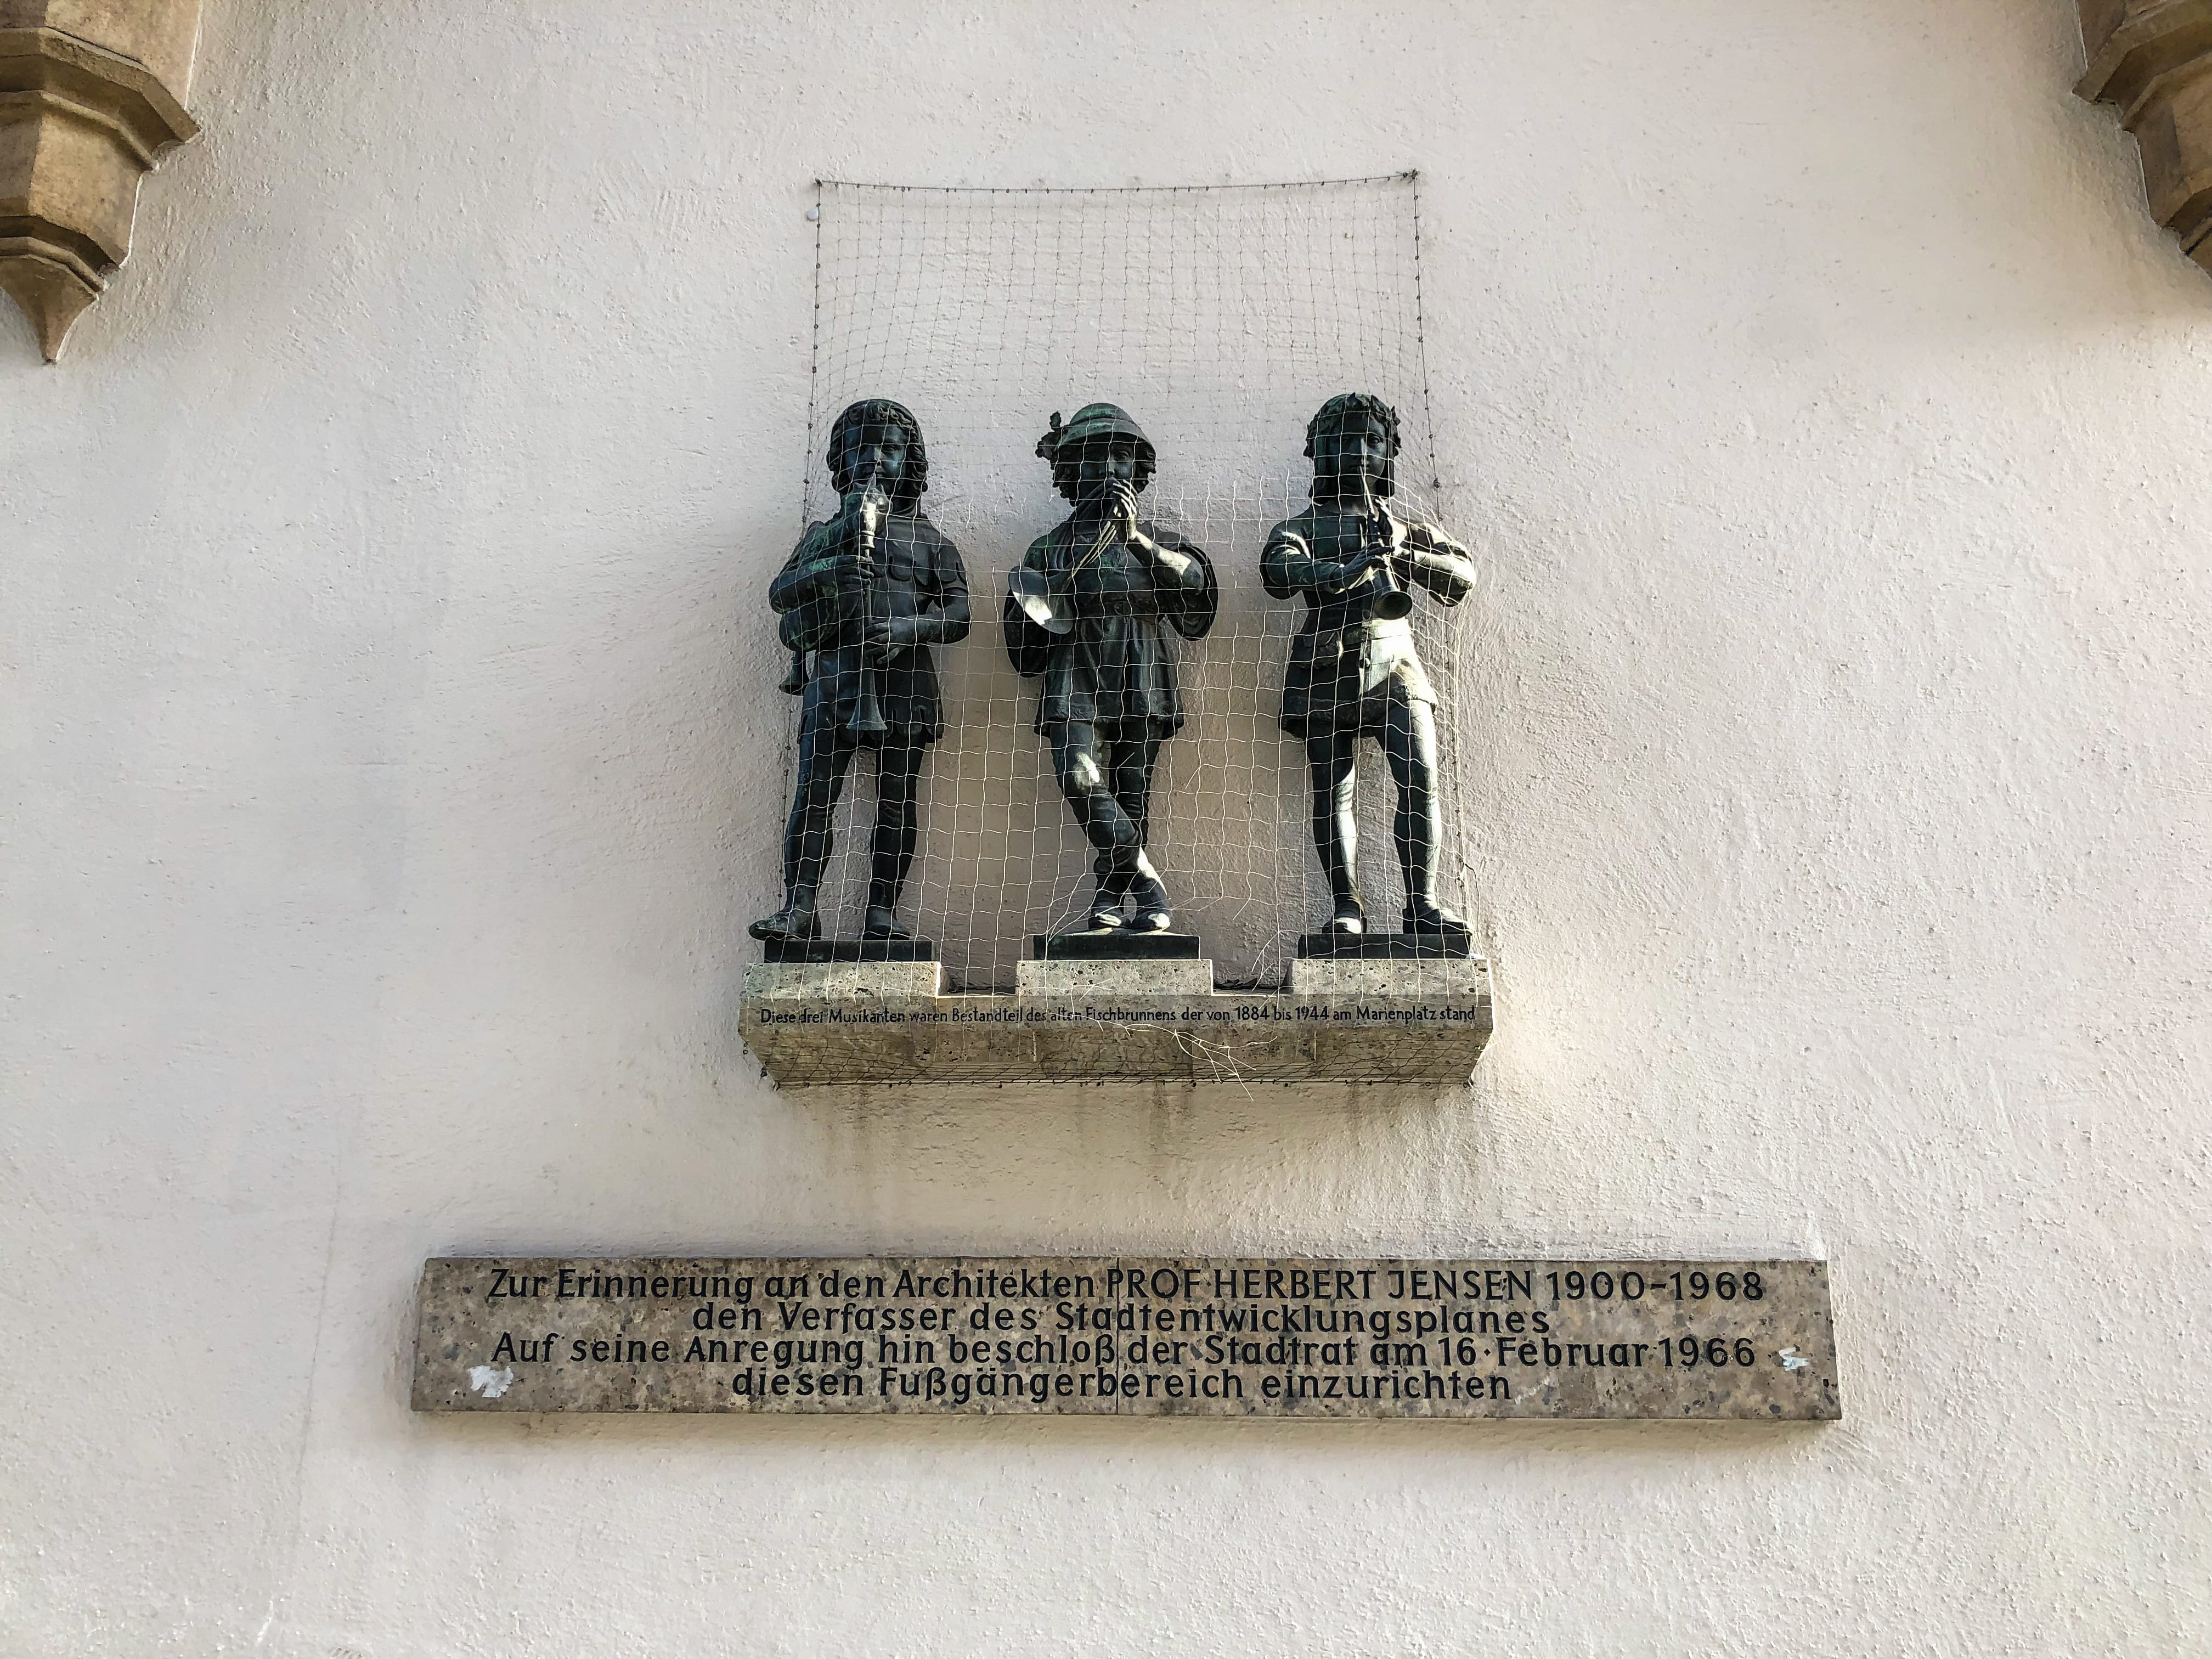 Diese drei Musikanten waren Bestandteil des alten Fischbrunnens der von 1884 bis 1944 am Marienplatz stand
Zur Erinnerung an den Architekten PROF·HERBERT JENSEN 1900–1968
den Verfasser des Stadtentwicklungsplanes
Auf seine Anregung hin beschloß der Stadtrat am 16·Februar 1966
diesen Fußgängerbereich einzurichten